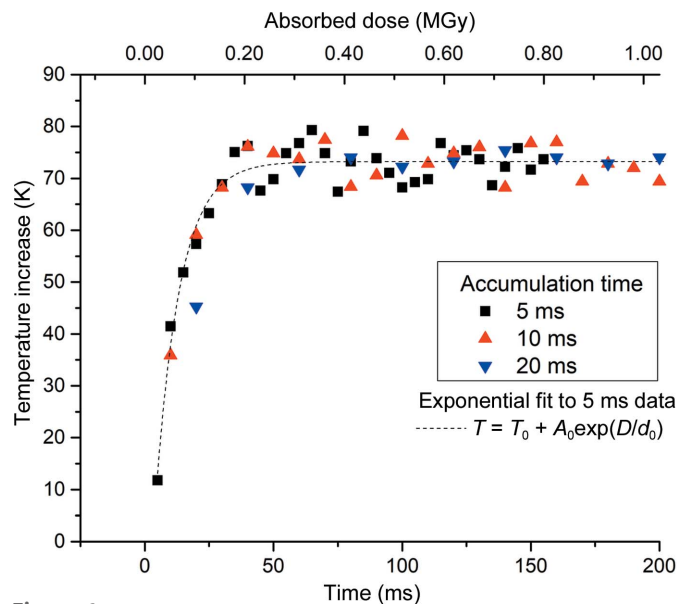 Absorbed dose (MGy)
0.00 0.20 0.40 0.60 0.80 1.00
90
80
70
60
50
40
30
20
10
0
Temperature increase (K)
Accumulation time
5 ms
10 ms
20 ms
Exponential fit to 5 ms data
T = T₀ + A₀exp(D/d₀)
0 50 100 150 200
Time (ms)